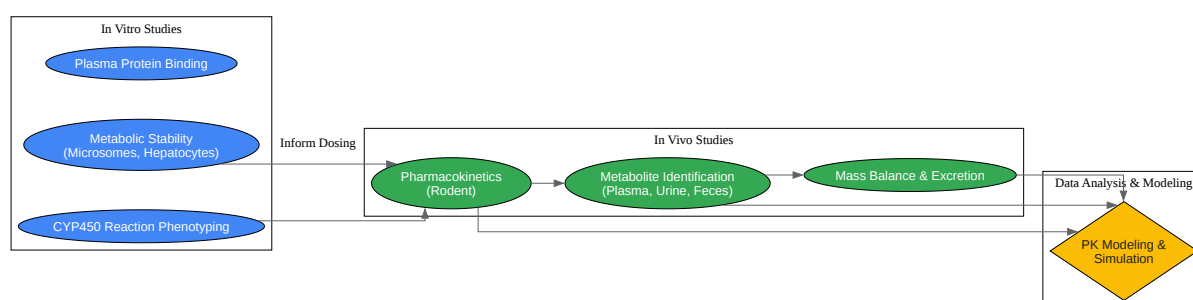 In Vitro Studies
Plasma Protein Binding
Metabolic Stability
(Microsomes, Hepatocytes)
CYP450 Reaction Phenotyping
Inform Dosing
In Vivo Studies
Pharmacokinetics
(Rodent)
Metabolite Identification
(Plasma, Urine, Feces)
Mass Balance & Excretion
Data Analysis & Modeling
PK Modeling &
Simulation